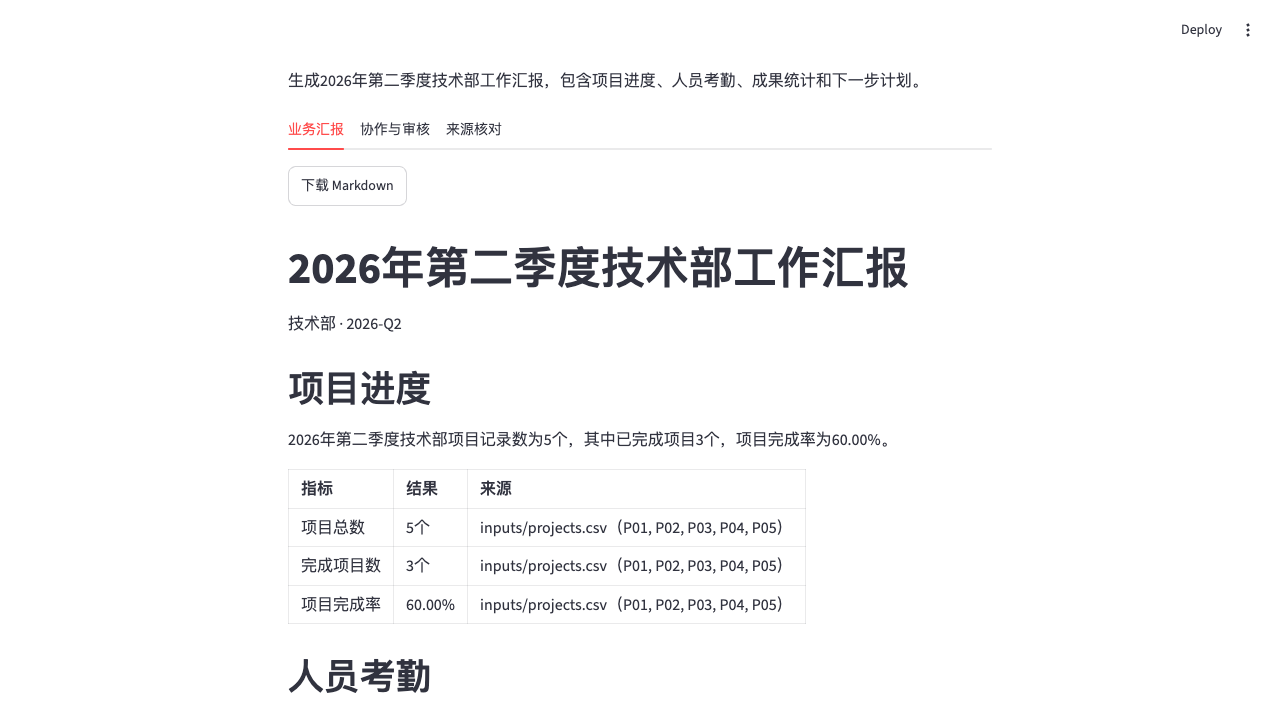 Deploy
生成2026年第二季度技术部工作汇报，包含项目进度、人员考勤、成果统计和下一步计划。
业务汇报 协作与审核 来源核对
下载 Markdown
2026年第二季度技术部工作汇报
技术部 · 2026-Q2
项目进度
2026年第二季度技术部项目记录数为5个，其中已完成项目3个，项目完成率为60.00%。
指标 结果 来源
项目总数 5个 inputs/projects.csv（P01, P02, P03, P04, P05）
完成项目数 3个 inputs/projects.csv（P01, P02, P03, P04, P05）
项目完成率 60.00% inputs/projects.csv（P01, P02, P03, P04, P05）
人员考勤